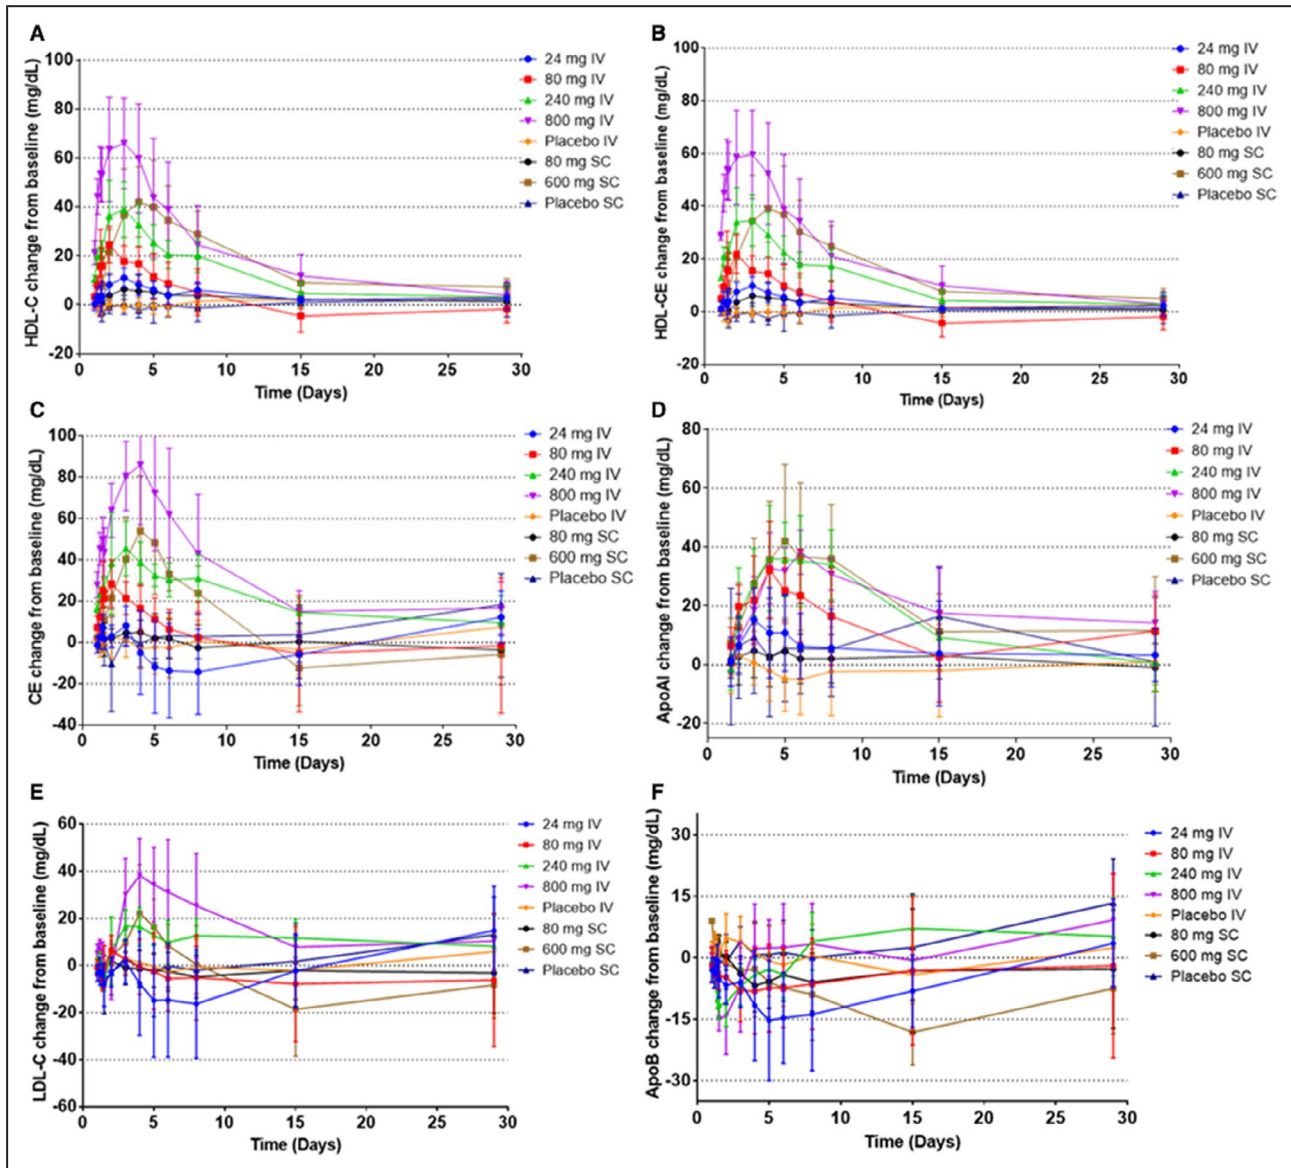 A
HDL-C change from baseline (mg/dL)
100
80
60
40
20
0
-20
0
5
10
15
20
25
30
Time (Days)
24 mg IV
80 mg IV
240 mg IV
800 mg IV
Placebo IV
80 mg SC
600 mg SC
Placebo SC
B
HDL-CE change from baseline (mg/dL)
100
80
60
40
20
0
-20
0
5
10
15
20
25
30
Time (Days)
24 mg IV
80 mg IV
240 mg IV
800 mg IV
Placebo IV
80 mg SC
600 mg SC
Placebo SC
C
CE change from baseline (mg/dL)
100
80
60
40
20
0
-20
-40
0
5
10
15
20
25
30
Time (Days)
24 mg IV
80 mg IV
240 mg IV
800 mg IV
Placebo IV
80 mg SC
600 mg SC
Placebo SC
D
ApoAI change from baseline (mg/dL)
80
60
40
20
0
-20
0
5
10
15
20
25
30
Time (Days)
24 mg IV
80 mg IV
240 mg IV
800 mg IV
Placebo IV
80 mg SC
600 mg SC
Placebo SC
E
LDL-C change from baseline (mg/dL)
60
40
20
0
-20
-40
-60
0
5
10
15
20
25
30
Time (Days)
24 mg IV
80 mg IV
240 mg IV
800 mg IV
Placebo IV
80 mg SC
600 mg SC
Placebo SC
F
ApoB change from baseline (mg/dL)
30
15
0
-15
-30
0
5
10
15
20
25
30
Time (Days)
24 mg IV
80 mg IV
240 mg IV
800 mg IV
Placebo IV
80 mg SC
600 mg SC
Placebo SC